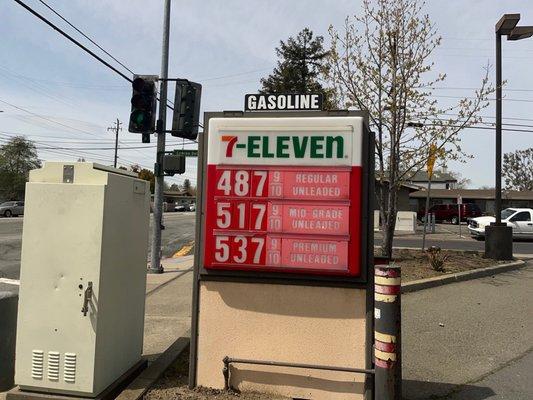 GASOLINE
7-ELEVEN
487 9/10 REGULAR
UNLEADED
517 9/10 MID GRADE
UNLEADED
537 9/10 PREMIUM
UNLEADED